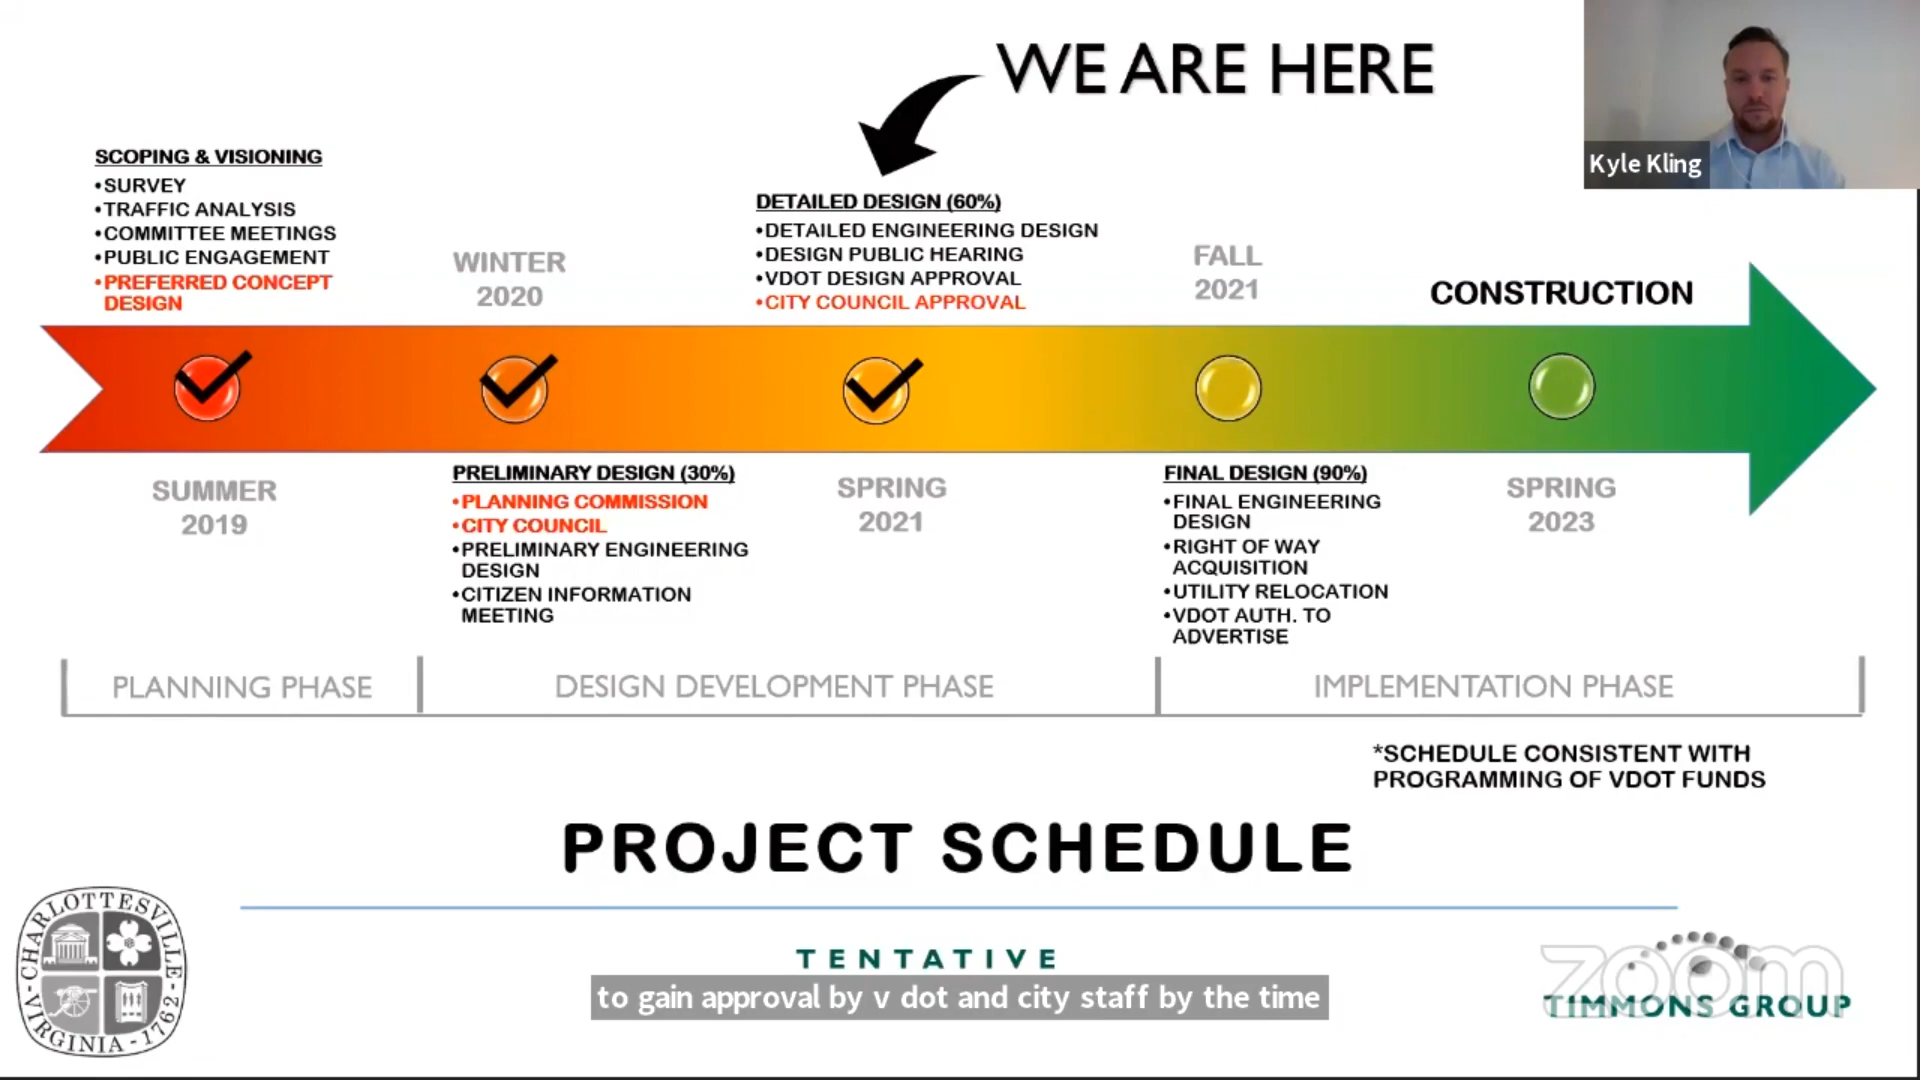 WE ARE HERE
Kyle Kling
SCOPING & VISIONING
•SURVEY
•TRAFFIC ANALYSIS
•COMMITTEE MEETINGS
•PUBLIC ENGAGEMENT
•PREFERRED CONCEPT
DESIGN
WINTER
2020
DETAILED DESIGN (60%)
•DETAILED ENGINEERING DESIGN
•DESIGN PUBLIC HEARING
•VDOT DESIGN APPROVAL
•CITY COUNCIL APPROVAL
FALL
2021
CONSTRUCTION
SUMMER
2019
PRELIMINARY DESIGN (30%)
•PLANNING COMMISSION
•CITY COUNCIL
•PRELIMINARY ENGINEERING
DESIGN
•CITIZEN INFORMATION
MEETING
SPRING
2021
FINAL DESIGN (90%)
•FINAL ENGINEERING
DESIGN
•RIGHT OF WAY
ACQUISITION
•UTILITY RELOCATION
•VDOT AUTH. TO
ADVERTISE
SPRING
2023
PLANNING PHASE
DESIGN DEVELOPMENT PHASE
IMPLEMENTATION PHASE
*SCHEDULE CONSISTENT WITH
PROGRAMMING OF VDOT FUNDS
PROJECT SCHEDULE
TENTATIVE
to gain approval by v dot and city staff by the time
CHARLOTTESVILLE
-VIRGINIA-1762-
zoom
TIMMONS GROUP